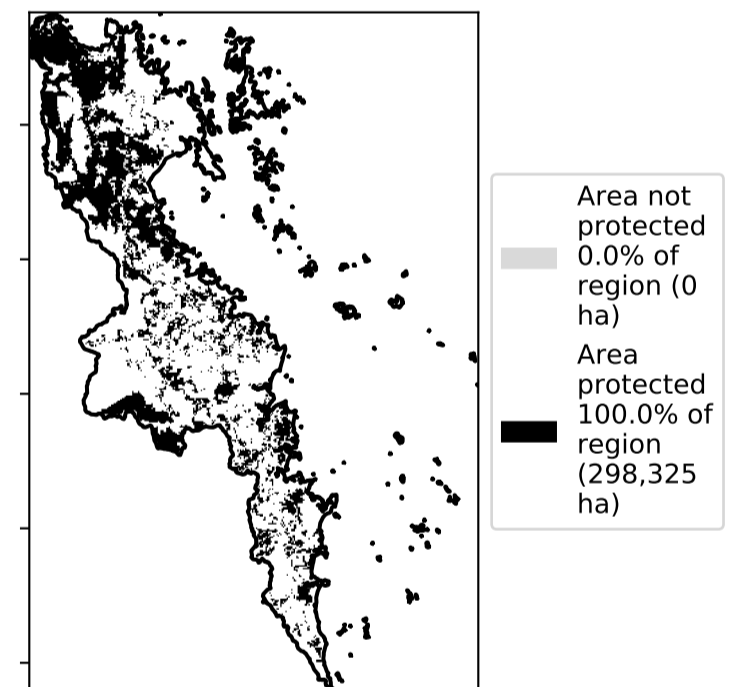 Area not
protected
0.0% of
region (0
ha)
Area
protected
100.0% of
region
(298,325
ha)